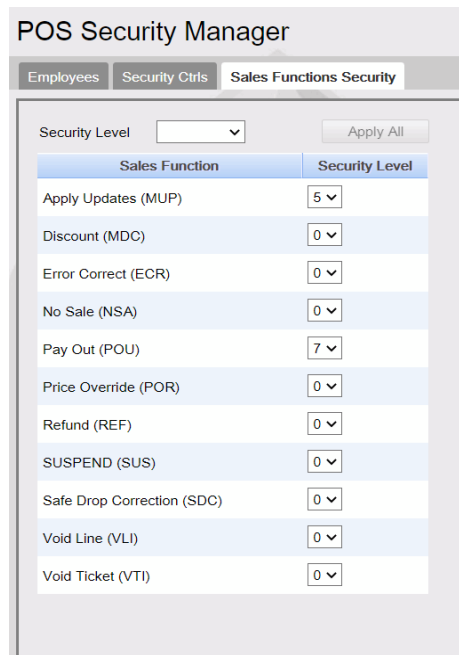 POS Security Manager
Employees Security Ctrls Sales Functions Security
Security Level Apply All
Sales Function Security Level
Apply Updates (MUP) 5
Discount (MDC) 0
Error Correct (ECR) 0
No Sale (NSA) 0
Pay Out (POU) 7
Price Override (POR) 0
Refund (REF) 0
SUSPEND (SUS) 0
Safe Drop Correction (SDC) 0
Void Line (VLI) 0
Void Ticket (VTI) 0